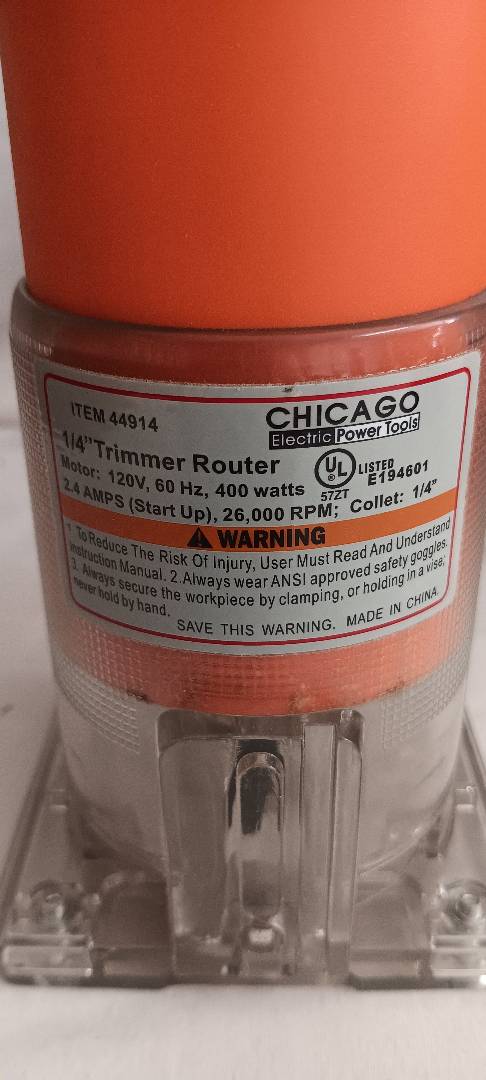 ITEM 44914
CHICAGO
Electric Power Tools
1/4" Trimmer Router
UL LISTED
E194601
57ZT
Motor: 120V, 60 Hz, 400 watts
2.4 AMPS (Start Up), 26,000 RPM; Collet: 1/4"
WARNING
1. To Reduce The Risk Of Injury, User Must Read And Understand
Instruction Manual. 2. Always wear ANSI approved safety goggles.
3. Always secure the workpiece by clamping, or holding in a vise;
never hold by hand.
SAVE THIS WARNING. MADE IN CHINA.